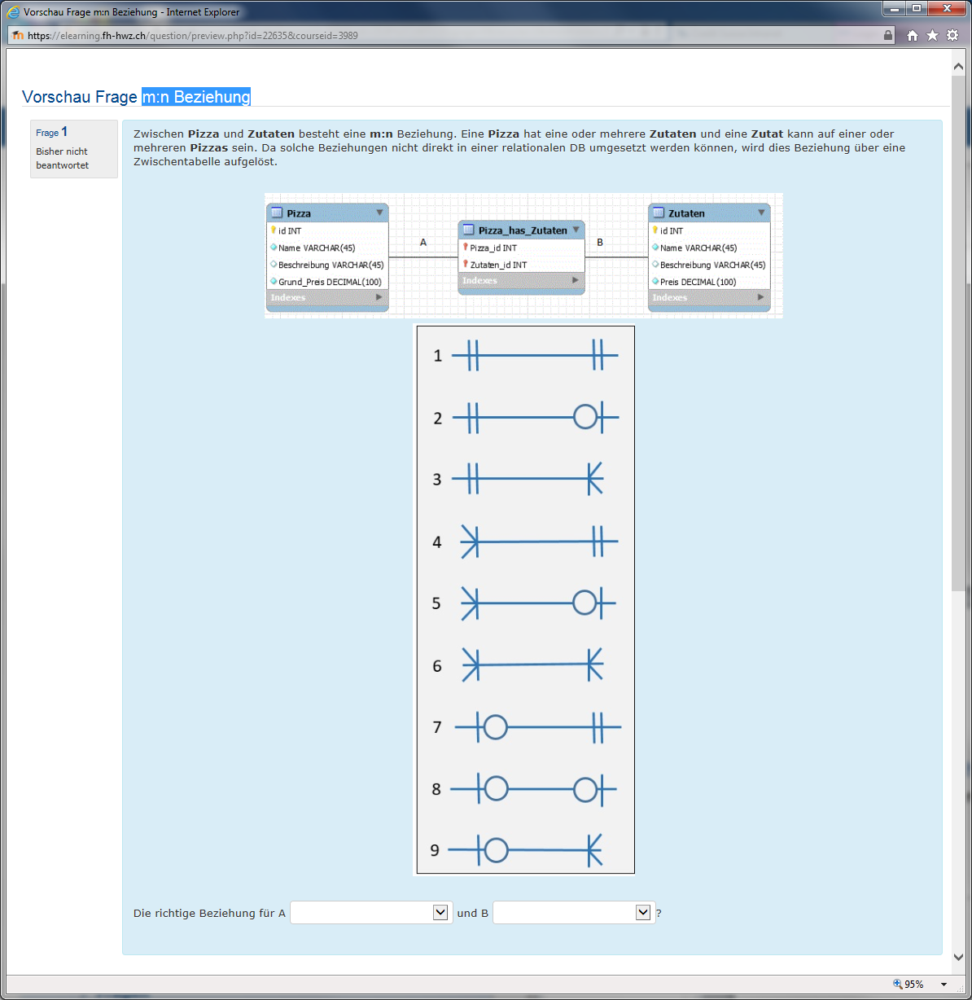 Vorschau Frage m:n Beziehung - Internet Explorer
https://elearning.fh-hwz.ch/question/preview.php?id=22635&courseid=3989
Vorschau Frage m:n Beziehung
Frage 1
Bisher nicht
beantwortet
Zwischen Pizza und Zutaten besteht eine m:n Beziehung. Eine Pizza hat eine oder mehrere Zutaten und eine Zutat kann auf einer oder
mehreren Pizzas sein. Da solche Beziehungen nicht direkt in einer relationalen DB umgesetzt werden können, wird dies Beziehung über eine
Zwischentabelle aufgelöst.
Pizza
id INT
Name VARCHAR(45)
Beschreibung VARCHAR(45)
Grund_Preis DECIMAL(100)
Indexes
A
Pizza_has_Zutaten
Pizza_id INT
Zutaten_id INT
Indexes
B
Zutaten
id INT
Name VARCHAR(45)
Beschreibung VARCHAR(45)
Preis DECIMAL(100)
Indexes
1
2
3
4
5
6
7
8
9
Die richtige Beziehung für A und B ?
95%